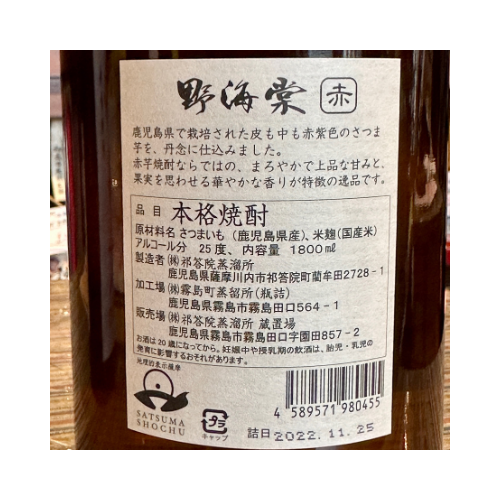 野海棠 赤
鹿児島県で栽培された皮も中も赤紫色のさつま
芋を、丹念に仕込みました。
赤芋焼酎ならではの、まろやかで上品な甘みと、
果実を思わせる華やかな香りが特徴の逸品です。
品目 本格焼酎
原材料名 さつまいも（鹿児島県産）、米麹（国産米）
アルコール分 25度、内容量 1800㎖
製造者 ㈱祁答院蒸溜所
鹿児島県薩摩川内市祁答院町藺牟田2728-1
加工場 ㈱霧島町蒸留所（瓶詰）
鹿児島県霧島市霧島田口564-1
販売場 ㈱祁答院蒸溜所 蔵置場
鹿児島県霧島市霧島田口字園田857-2
お酒は20歳になってから。妊娠中や授乳期の飲酒は、胎児・乳児の
発育に影響するおそれがあります。
地理的表示薩摩
SATSUMA
SHOCHU
プラ
キャップ
4 589571 980455
詰日 2022.11.25